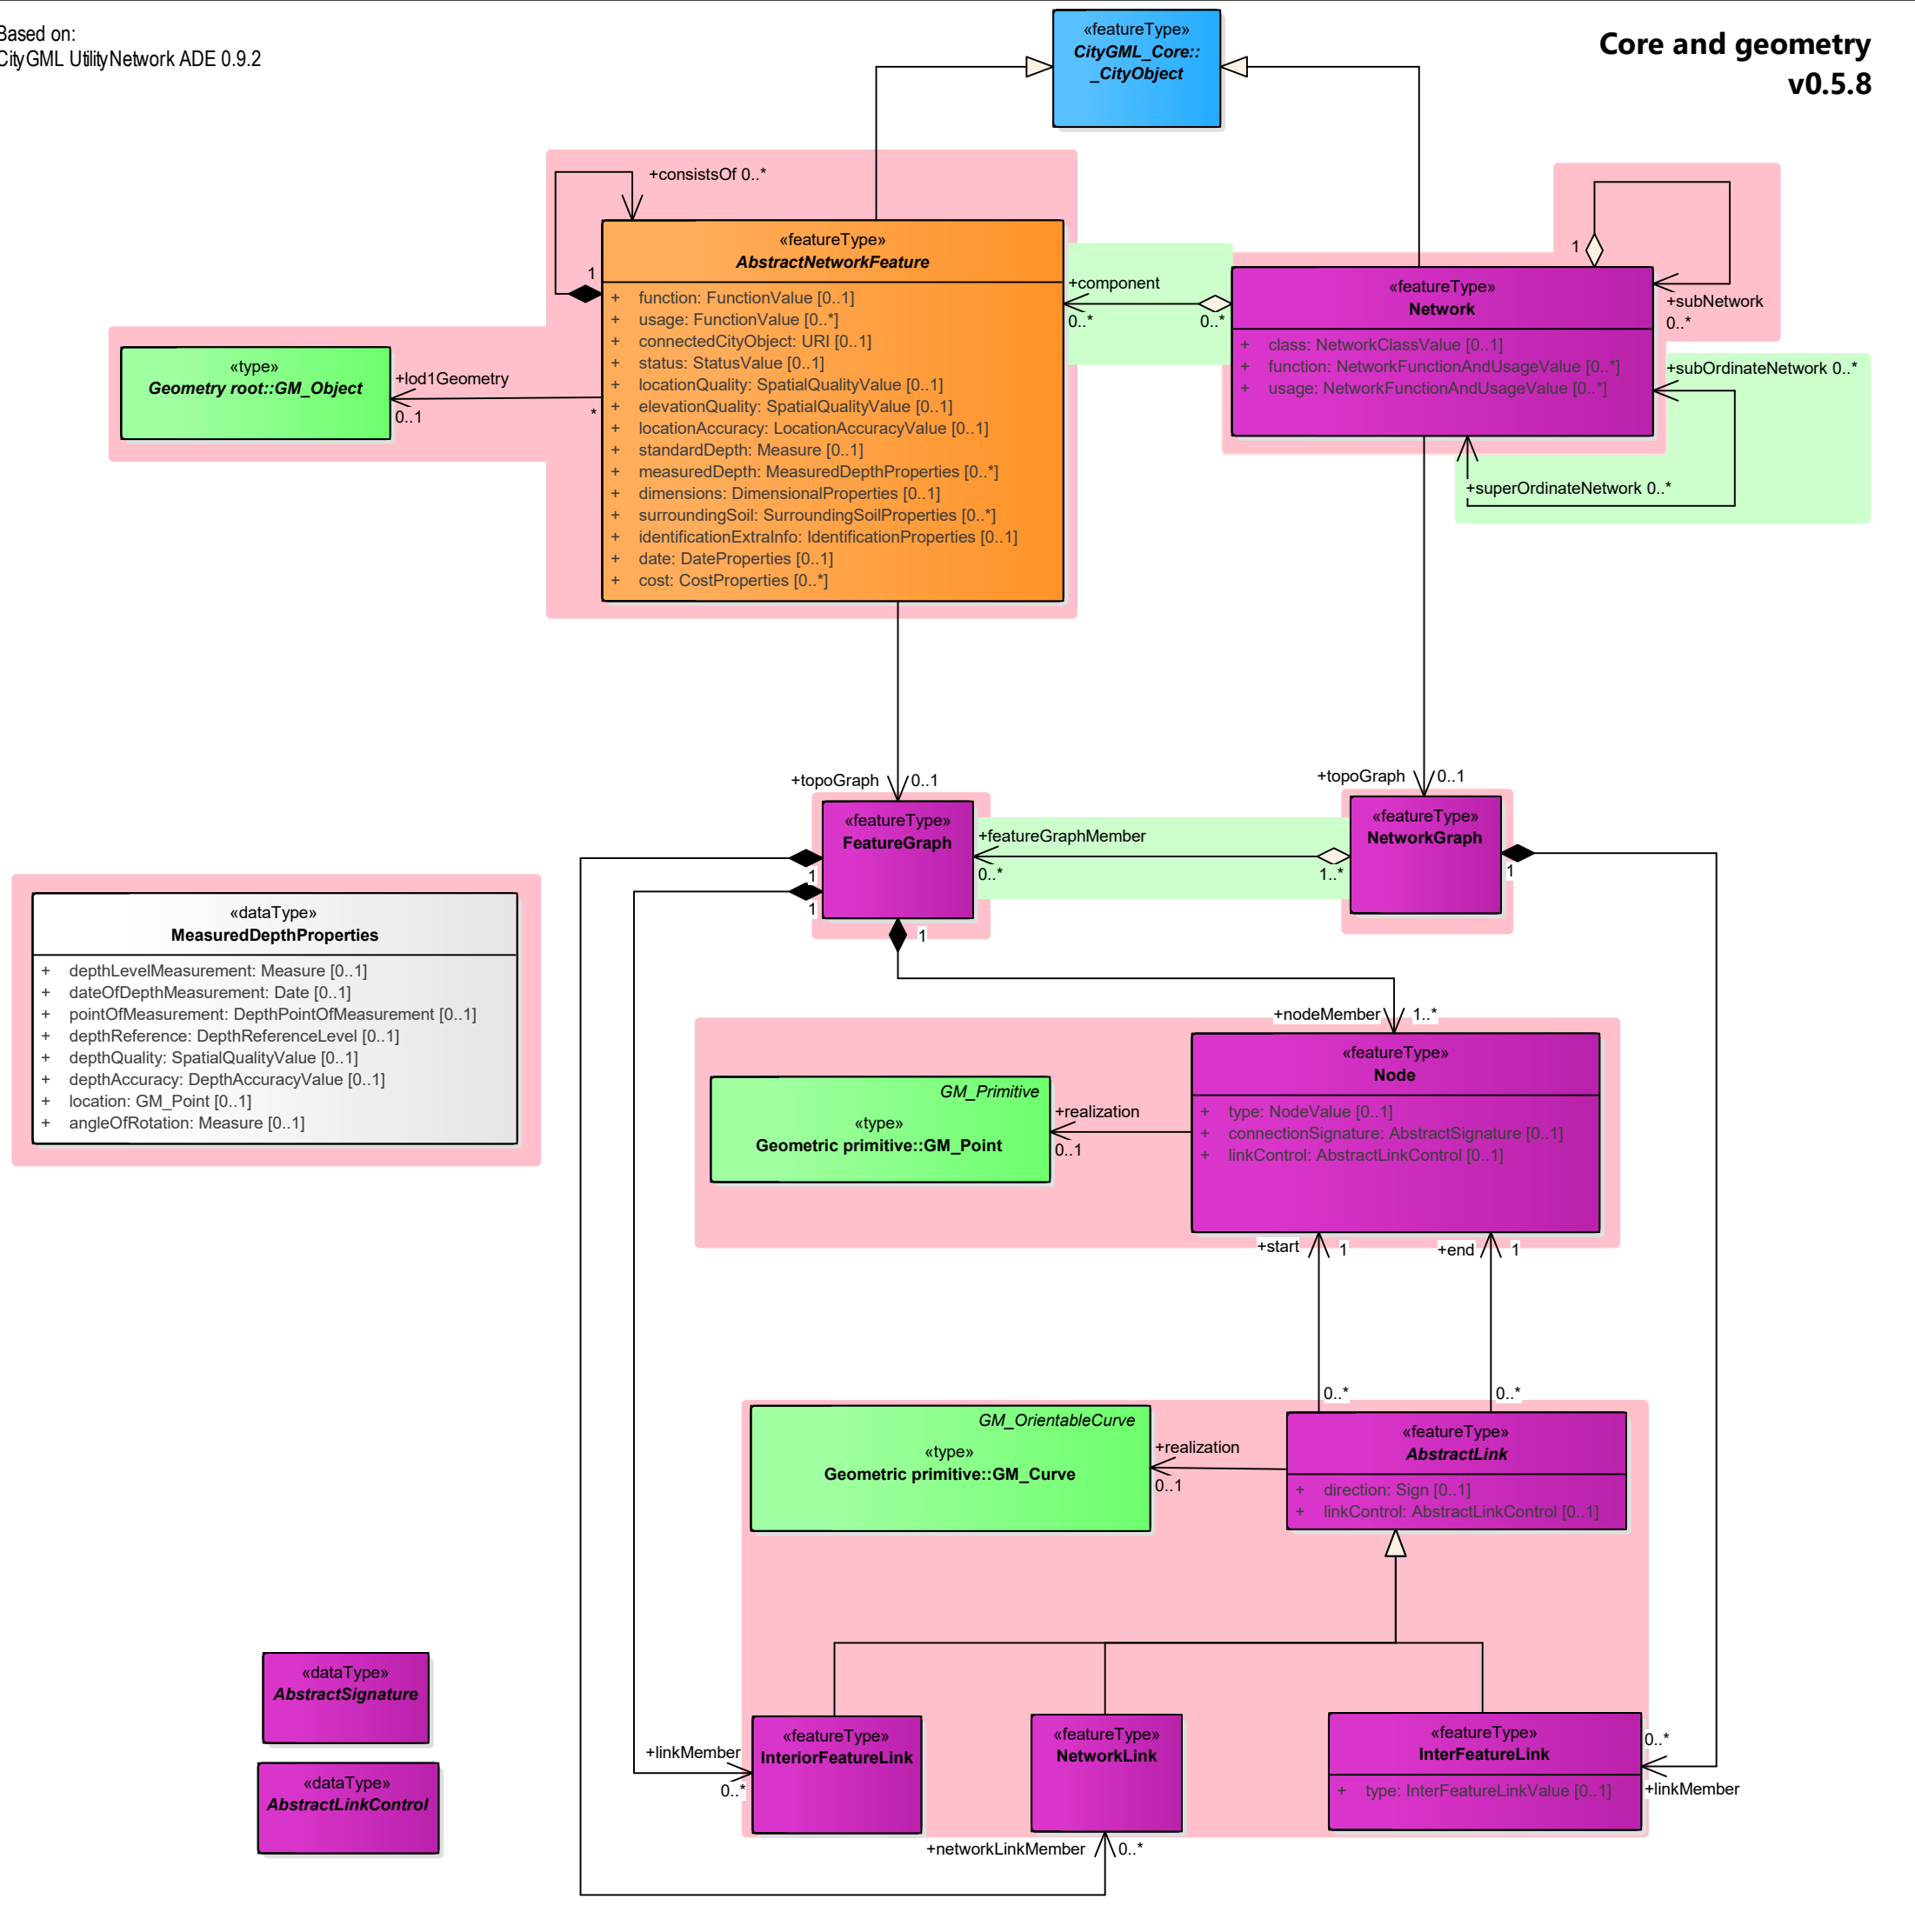 Based on:
CityGML UtilityNetwork ADE 0.9.2
Core and geometry
v0.5.8
«featureType»
CityGML_Core::
_CityObject
+consistsOf 0..*
1
«featureType»
AbstractNetworkFeature
+ function: FunctionValue [0..1]
+ usage: FunctionValue [0..*]
+ connectedCityObject: URI [0..1]
+ status: StatusValue [0..1]
+ locationQuality: SpatialQualityValue [0..1]
+ elevationQuality: SpatialQualityValue [0..1]
+ locationAccuracy: LocationAccuracyValue [0..1]
+ standardDepth: Measure [0..1]
+ measuredDepth: MeasuredDepthProperties [0..*]
+ dimensions: DimensionalProperties [0..1]
+ surroundingSoil: SurroundingSoilProperties [0..*]
+ identificationExtraInfo: IdentificationProperties [0..1]
+ date: DateProperties [0..1]
+ cost: CostProperties [0..*]
+component
0..*
0..*
«featureType»
Network
+ class: NetworkClassValue [0..1]
+ function: NetworkFunctionAndUsageValue [0..*]
+ usage: NetworkFunctionAndUsageValue [0..*]
1
+subNetwork
0..*
+subOrdinateNetwork 0..*
+superOrdinateNetwork 0..*
«type»
Geometry root::GM_Object
+lod1Geometry
0..1
*
+topoGraph
0..1
+topoGraph
0..1
«featureType»
FeatureGraph
1
1
1
+featureGraphMember
0..*
1..*
«featureType»
NetworkGraph
1
«dataType»
MeasuredDepthProperties
+ depthLevelMeasurement: Measure [0..1]
+ dateOfDepthMeasurement: Date [0..1]
+ pointOfMeasurement: DepthPointOfMeasurement [0..1]
+ depthReference: DepthReferenceLevel [0..1]
+ depthQuality: SpatialQualityValue [0..1]
+ depthAccuracy: DepthAccuracyValue [0..1]
+ location: GM_Point [0..1]
+ angleOfRotation: Measure [0..1]
+nodeMember
1..*
«featureType»
Node
+ type: NodeValue [0..1]
+ connectionSignature: AbstractSignature [0..1]
+ linkControl: AbstractLinkControl [0..1]
GM_Primitive
«type»
Geometric primitive::GM_Point
+realization
0..1
+start
1
+end
1
0..*
0..*
GM_OrientableCurve
«type»
Geometric primitive::GM_Curve
+realization
0..1
«featureType»
AbstractLink
+ direction: Sign [0..1]
+ linkControl: AbstractLinkControl [0..1]
«dataType»
AbstractSignature
«dataType»
AbstractLinkControl
+linkMember
0..*
«featureType»
InteriorFeatureLink
«featureType»
NetworkLink
«featureType»
InterFeatureLink
+ type: InterFeatureLinkValue [0..1]
0..*
+linkMember
+networkLinkMember
0..*